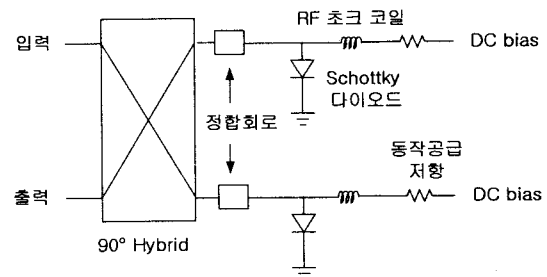 RF 초크 코일
입력
DC bias
Schottky
다이오드
정합회로
동작공급
저항
출력
DC bias
90° Hybrid